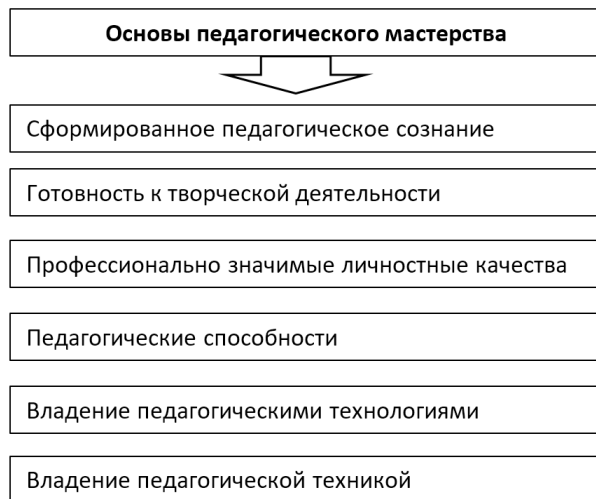 Основы педагогического мастерства
Сформированное педагогическое сознание
Готовность к творческой деятельности
Профессионально значимые личностные качества
Педагогические способности
Владение педагогическими технологиями
Владение педагогической техникой